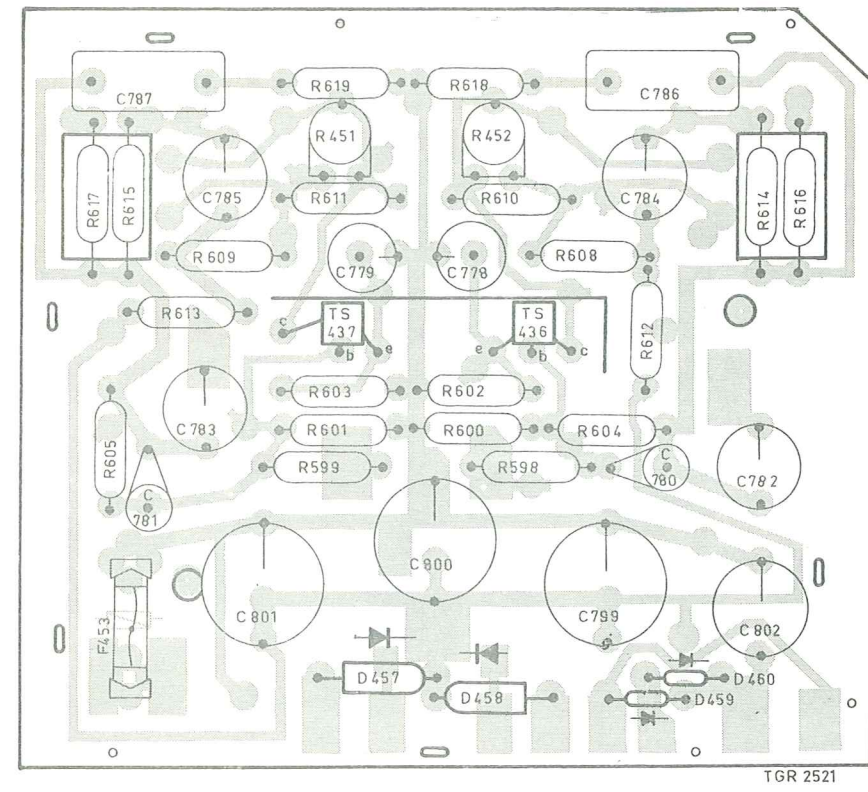 C787
R619
R618
C786
R451
R452
R617
R615
C785
R611
R610
C784
R614
R616
R609
C779
C778
R608
R613
TS
437
TS
436
R612
c
b
e
e
b
c
R603
R602
C783
R601
R600
R604
R605
R599
R598
C
780
C782
C
781
C800
C801
C799
C802
F453
D457
D458
D460
D459
TGR 2521